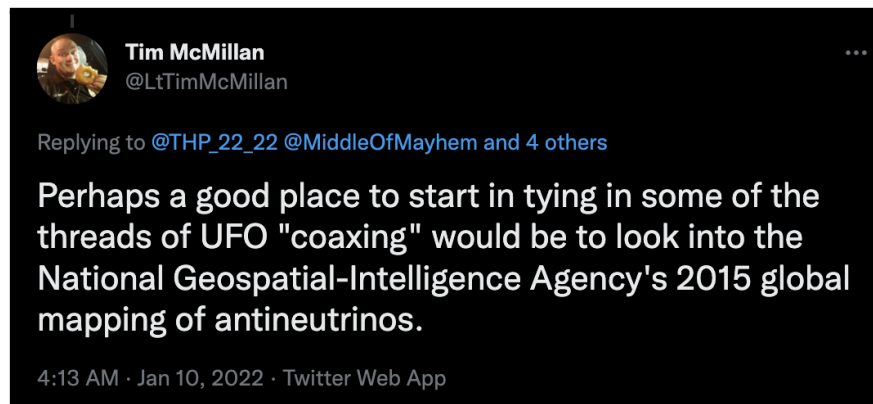 Tim McMillan
@LtTimMcMillan
Replying to @THP_22_22 @MiddleOfMayhem and 4 others
Perhaps a good place to start in tying in some of the
threads of UFO "coaxing" would be to look into the
National Geospatial-Intelligence Agency's 2015 global
mapping of antineutrinos.
4:13 AM · Jan 10, 2022 · Twitter Web App